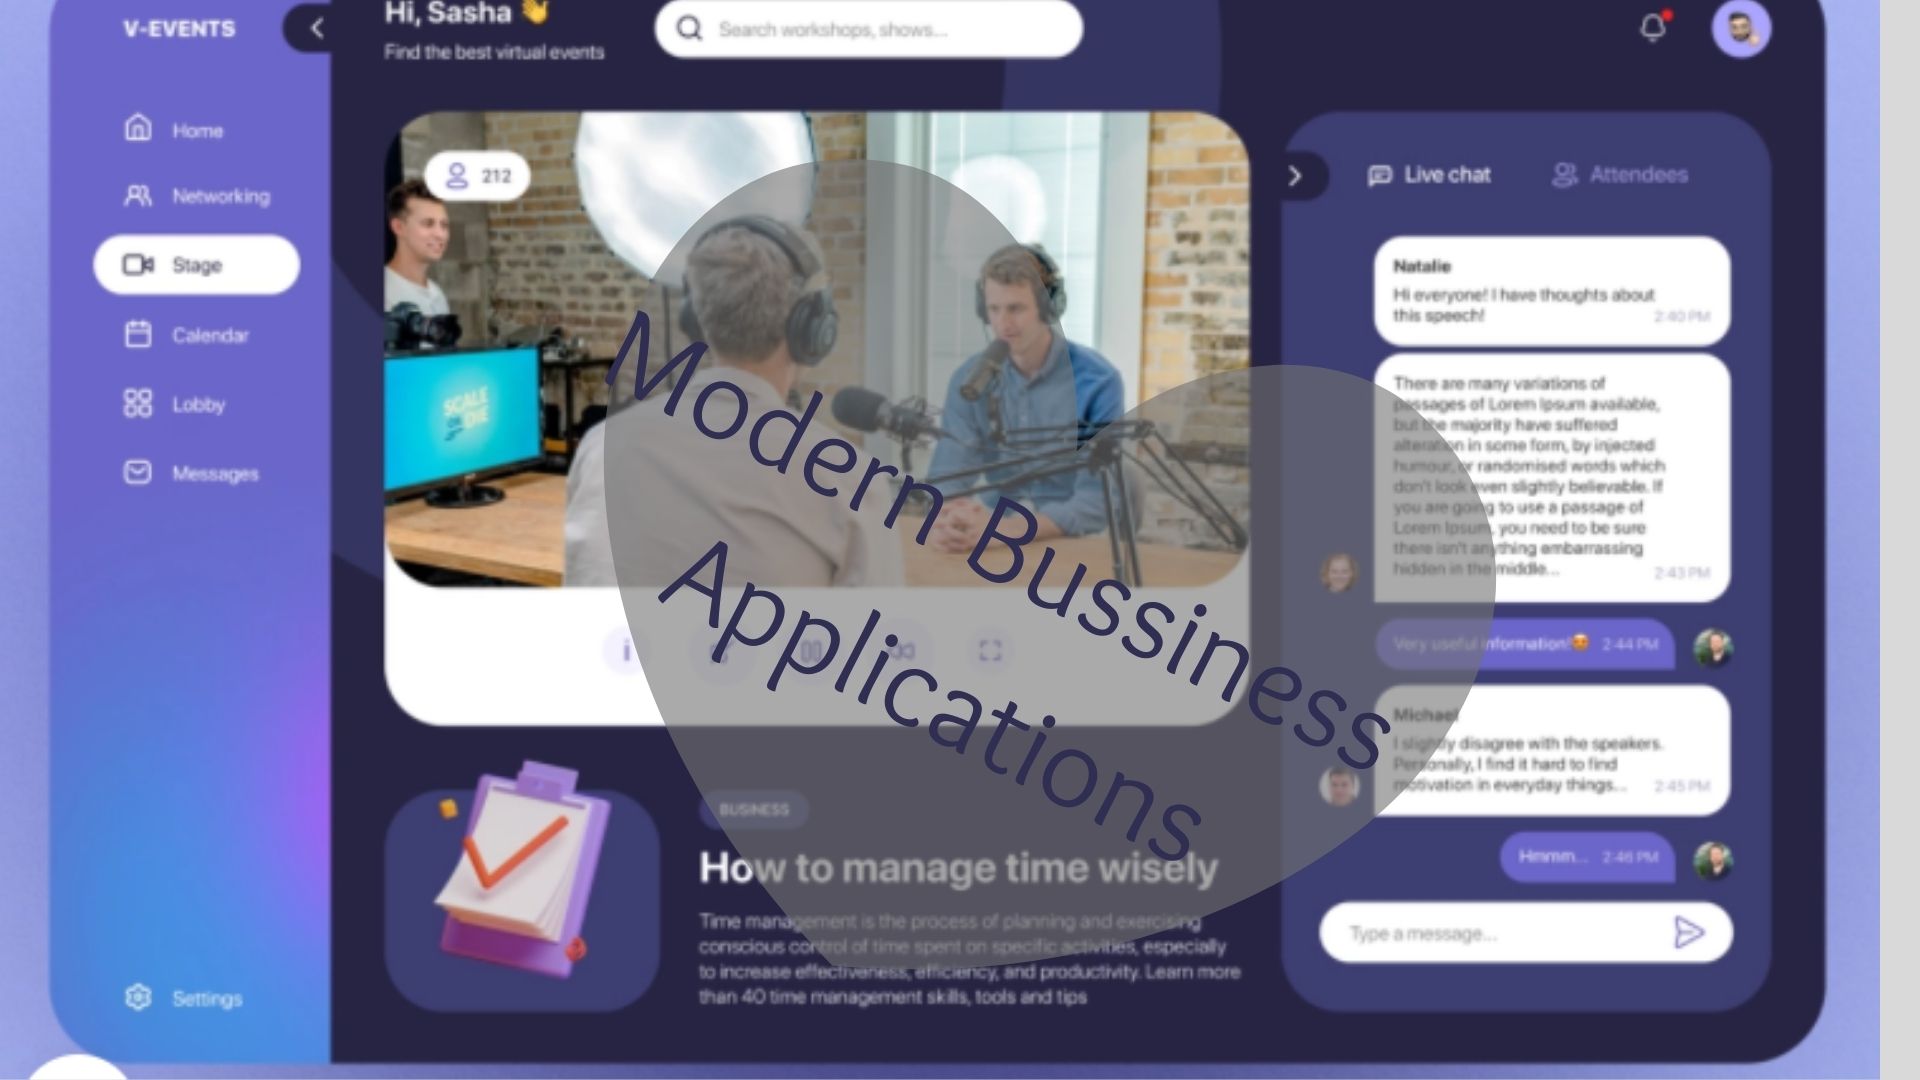 V-EVENTS
Hi, Sasha 👋
Find the best virtual events
Search workshops, shows...
Home
Networking
Stage
Calendar
Lobby
Messages
Settings
212
SCALE
OR
DIE
Modern Bussiness
Applications
BUSINESS
How to manage time wisely
Time management is the process of planning and exercising
conscious control of time spent on specific activities, especially
to increase effectiveness, efficiency, and productivity. Learn more
than 40 time management skills, tools and tips
Live chat
Attendees
Natalie
Hi everyone! I have thoughts about
this speech!
2:40 PM
There are many variations of
passages of Lorem Ipsum available,
but the majority have suffered
alteration in some form, by injected
humour, or randomised words which
don't look even slightly believable. If
you are going to use a passage of
Lorem Ipsum, you need to be sure
there isn't anything embarrassing
hidden in the middle...
2:43 PM
Very useful information!😍 2:44 PM
Michael
I slightly disagree with the speakers.
Personally, I find it hard to find
motivation in everyday things...
2:45 PM
Hmmm... 2:46 PM
Type a message...